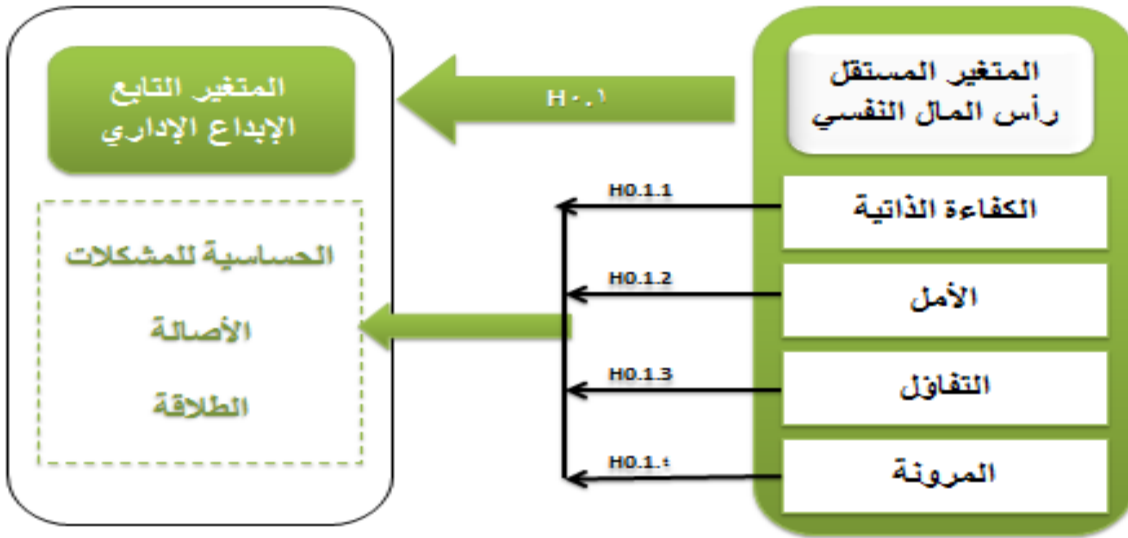 المتغير المستقل
رأس المال النفسي
الكفاءة الذاتية
الأمل
التفاؤل
المرونة
H٠.١
H0.1.1
H0.1.2
H0.1.3
H0.1.٤
المتغير التابع
الإبداع الإداري
الحساسية للمشكلات
الأصالة
الطلاقة